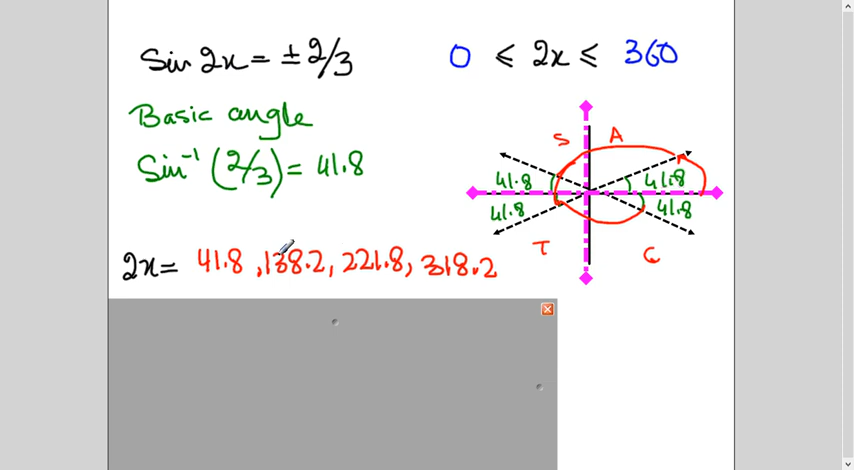 Sin 2x = ± 2/3
0 ≤ 2x ≤ 360
Basic angle
Sin⁻¹ (2/3) = 41.8
S A
41.8 41.8
41.8 41.8
T C
2x = 41.8 , 138.2, 221.8, 318.2